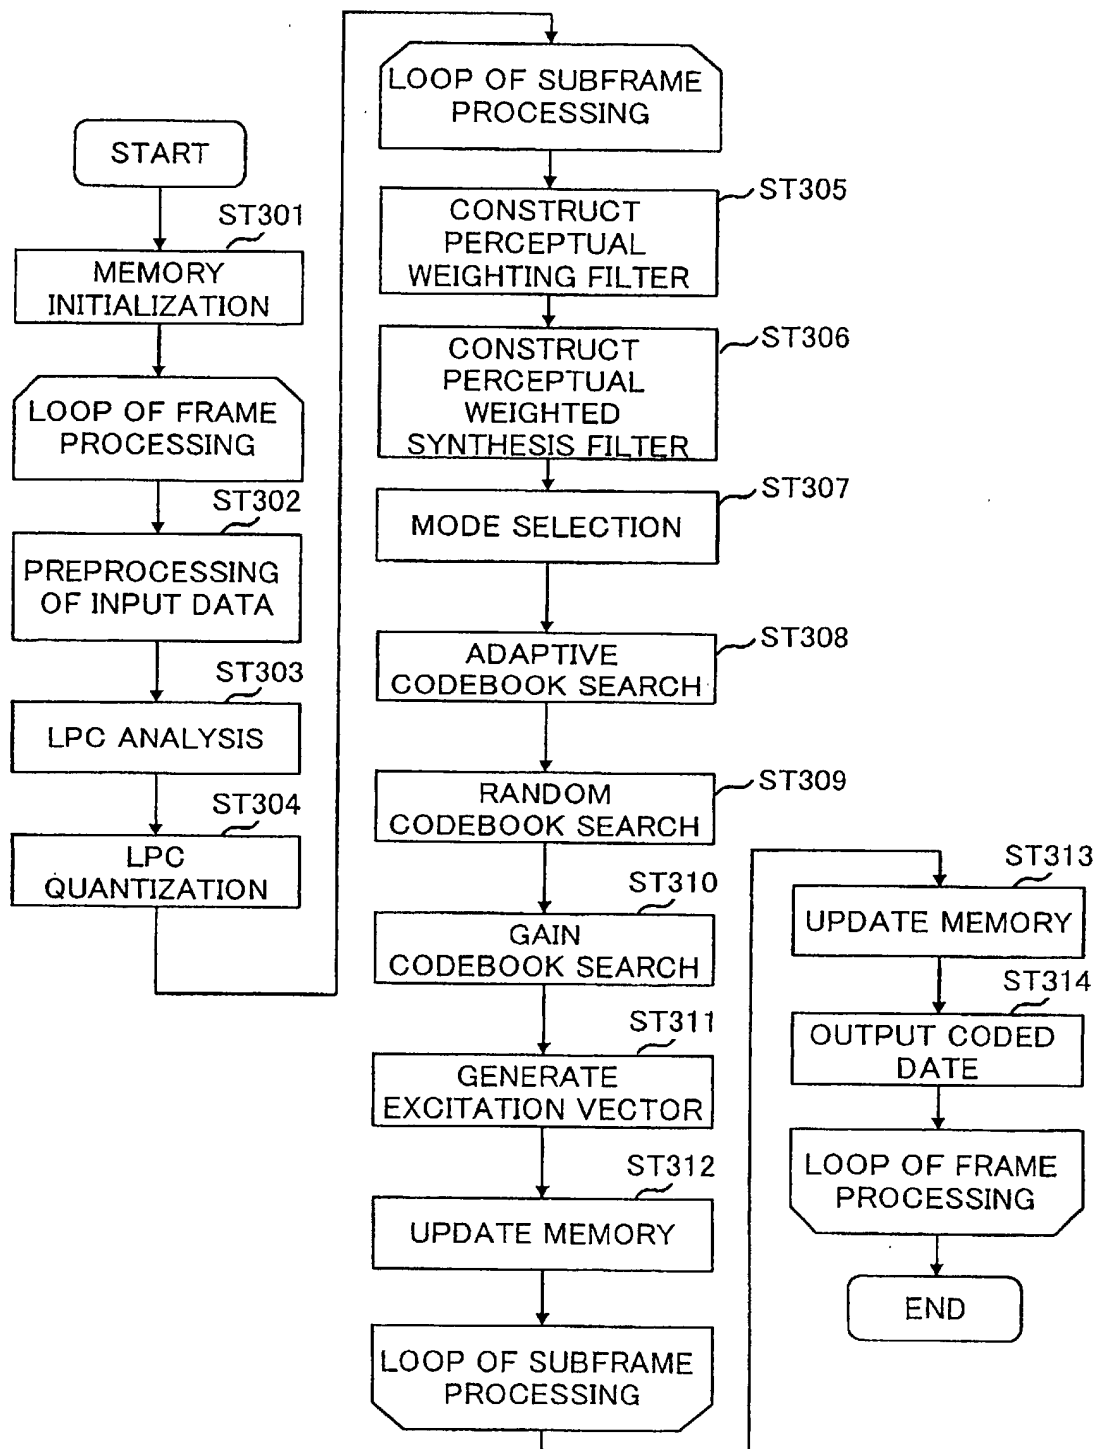 START
ST301
MEMORY
INITIALIZATION
LOOP OF FRAME
PROCESSING
ST302
PREPROCESSING
OF INPUT DATA
ST303
LPC ANALYSIS
ST304
LPC
QUANTIZATION
LOOP OF SUBFRAME
PROCESSING
ST305
CONSTRUCT
PERCEPTUAL
WEIGHTING FILTER
ST306
CONSTRUCT
PERCEPTUAL
WEIGHTED
SYNTHESIS FILTER
ST307
MODE SELECTION
ST308
ADAPTIVE
CODEBOOK SEARCH
ST309
RANDOM
CODEBOOK SEARCH
ST310
GAIN
CODEBOOK SEARCH
ST311
GENERATE
EXCITATION VECTOR
ST312
UPDATE MEMORY
LOOP OF SUBFRAME
PROCESSING
ST313
UPDATE MEMORY
ST314
OUTPUT CODED
DATE
LOOP OF FRAME
PROCESSING
END